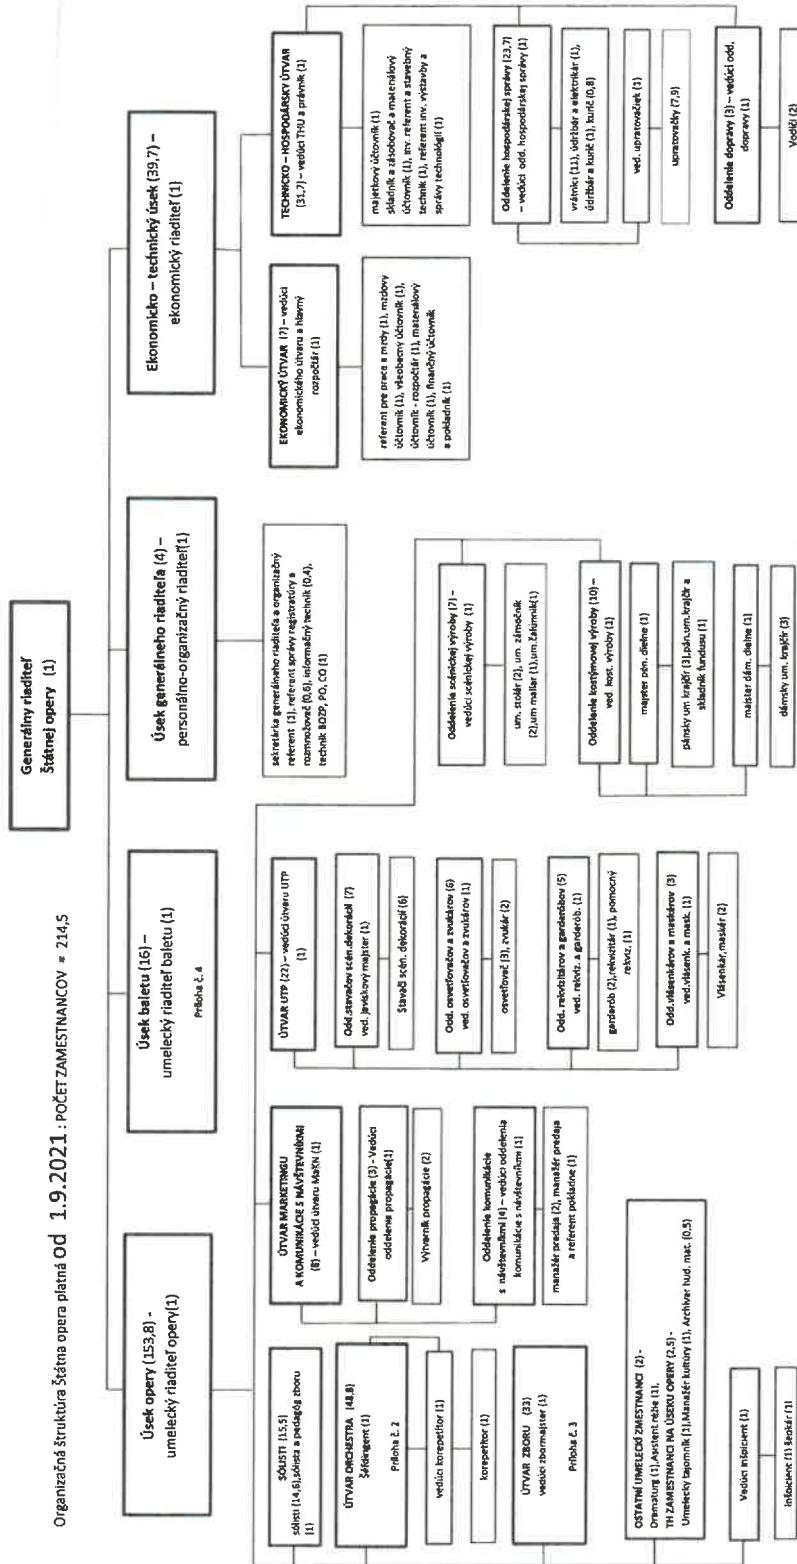 Organizačná štruktúra Štátna opera platná od 1.9.2021 : POČET ZAMESTNANCOV = 214,5
Generálny riaditeľ
Štátnej opery (1)
Úsek opery (153,8) -
umelecký riaditeľ opery(1)
Úsek baletu (16) –
umelecký riaditeľ baletu (1)
Príloha č. 4
Úsek generálneho riaditeľa (4) –
personálno-organizačný riaditeľ(1)
Ekonomicko – technický úsek (39,7) –
ekonomický riaditeľ (1)
SÓLISTI (15,5)
sólisti (14,5),sólista a pedagóg zboru
(1)
ÚTVAR ORCHESTRA (48,8)
Šéfdirigent (1)
Príloha č. 2
vedúci korepetítor (1)
korepetítor (1)
ÚTVAR ZBORU (33)
vedúci zbormajster (1)
Príloha č. 3
OSTATNÍ UMELECKÍ ZMESTNANCI (2) -
Dramaturg (1),Asistent réžie (1),
TH ZAMESTNANCI NA ÚSEKU OPERY (2,5) -
Umelecký tajomník (1),Manažér kultúry (1), Archivár hud. mat. (0,5)
Vedúci inšpicient (1)
inšpicient (1) šepkár (1)
ÚTVAR MARKETINGU
A KOMUNIKÁCIE S NÁVŠTEVNÍKMI
(8) – vedúci útvaru MaKN (1)
Oddelenie propagácie (3) - Vedúci
oddelenia propagácie(1)
Výtvarník propagácie (2)
Oddelenie komunikácie
s návštevníkmi (4) – vedúci oddelenia
komunikácie s návštevníkmi (1)
manažér predaja (2), manažér predaja
a referent pokladne (1)
ÚTVAR UTP (22) – vedúci útvaru UTP
(1)
Odd.stavačov scén.dekorácií (7)
ved. javiskový majster (1)
Stavači scén. dekorácií (6)
Odd. osvetľovačov a zvukárov (6)
ved. osvetľovačov a zvukárov (1)
osvetľovač (3), zvukár (2)
Odd. rekvizitárov a garderóbov (5)
ved. rekviz. a garderób. (1)
garderób (2),rekvizitár (1), pomocný
rekviz. (1)
Odd.vlásenkárov a maskérov (3)
ved.vlásenk. a mask. (1)
Vlásenkár,maskér (2)
sekretárka generálneho riaditeľa a organizačný
referent (1), referent správy registratúry a
rozmnožovač (0,6), informačný technik (0,4),
technik BOZP, PO, CO (1)
Oddelenie scénickej výroby (7) –
vedúci scénickej výroby (1)
um. stolár (2), um. zámočník
(2),um maliar (1),um.čalúnnik(1)
Oddelenie kostýmovej výroby (10) –
ved. kost. výroby (1)
majster pán. dielne (1)
pánsky um krajčír (3),pán.um.krajčír a
skladník fundusu (1)
majster dám. dielne (1)
dámsky um. krajčír (3)
EKONOMICKÝ ÚTVAR (7) – vedúci
ekonomického útvaru a hlavný
rozpočtár (1)
referent pre prace a mzdy (1), mzdovy
účtovník (1), všeobecný účtovník (1),
účtovník - rozpočtár (1), materiálový
účtovník (1), finančný účtovník
a pokladník (1)
TECHNICKO – HOSPODÁRSKY ÚTVAR
(31,7) – vedúci THU a právnik (1)
majetkový účtovník (1)
skladník a zásobovač a materiálový
účtovník (1), inv. referent a stavebný
technik (1), referent inv. výstavby a
správy technológií (1)
Oddelenie hospodárskej správy (23,7)
– vedúci odd. hospodárskej správy (1)
vrátnici (11), údržbár a elektrikár (1),
údržbár a kurič (1), kurič (0,8)
ved. upratovačiek (1)
upratovačky (7,9)
Oddelenie dopravy (3) – vedúci odd.
dopravy (1)
Vodiči (2)